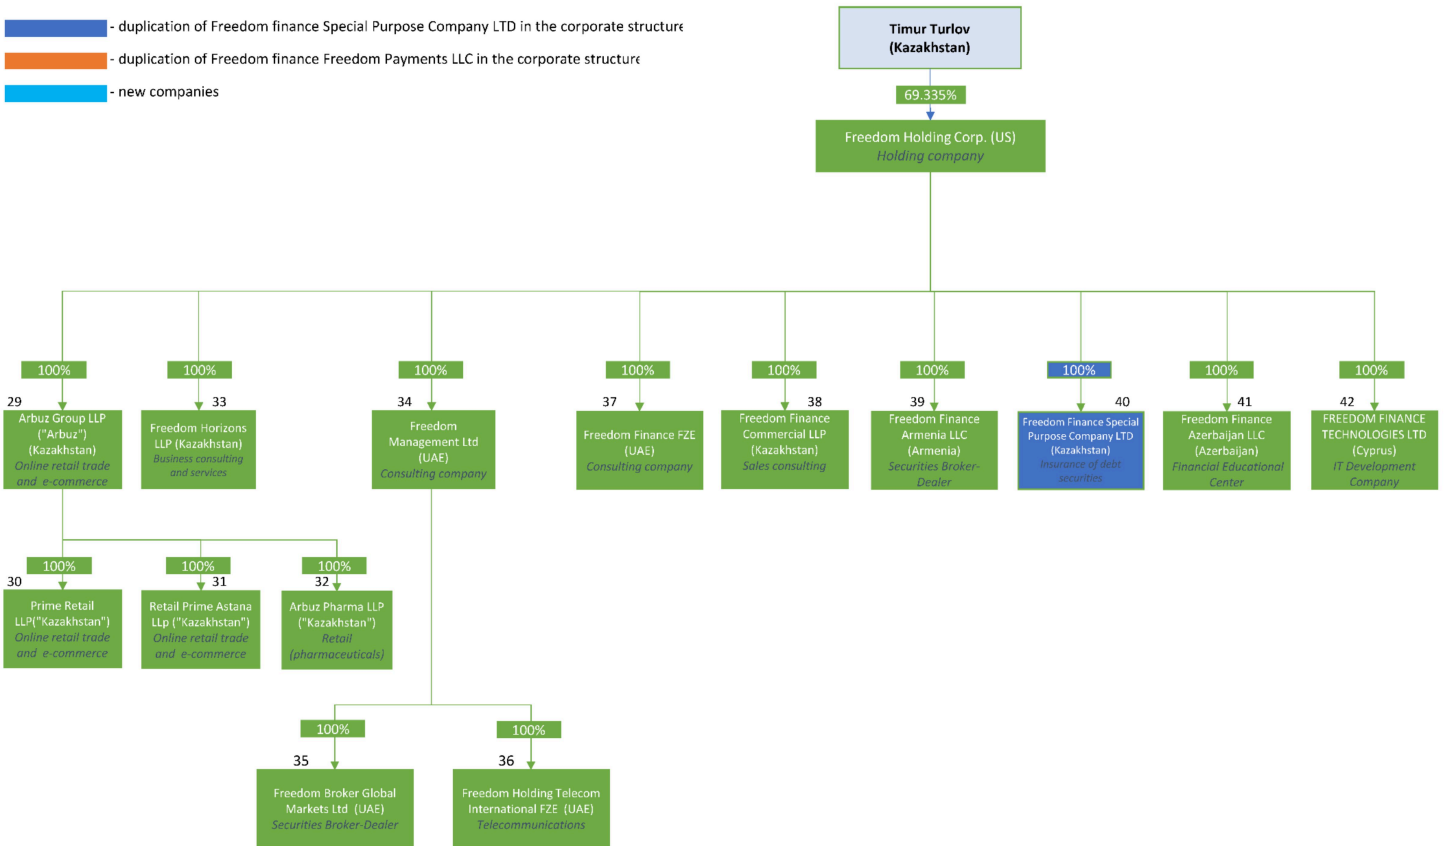 - duplication of Freedom finance Special Purpose Company LTD in the corporate structure
- duplication of Freedom finance Freedom Payments LLC in the corporate structure
- new companies
Timur Turlov
(Kazakhstan)
69.335%
Freedom Holding Corp. (US)
Holding company
100%
100%
100%
100%
100%
100%
100%
100%
100%
29
Arbuz Group LLP
("Arbuz")
(Kazakhstan)
Online retail trade
and e-commerce
33
Freedom Horizons
LLP (Kazakhstan)
Business consulting
and services
34
Freedom
Management Ltd
(UAE)
Consulting company
37
Freedom Finance FZE
(UAE)
Consulting company
38
Freedom Finance
Commercial LLP
(Kazakhstan)
Sales consulting
39
Freedom Finance
Armenia LLC
(Armenia)
Securities Broker-
Dealer
40
Freedom Finance Special
Purpose Company LTD
(Kazakhstan)
Insurance of debt
securities
41
Freedom Finance
Azerbaijan LLC
(Azerbaijan)
Financial Educational
Center
42
FREEDOM FINANCE
TECHNOLOGIES LTD
(Cyprus)
IT Development
Company
100%
100%
100%
30
Prime Retail
LLP("Kazakhstan")
Online retail trade
and e-commerce
31
Retail Prime Astana
LLp ("Kazakhstan")
Online retail trade
and e-commerce
32
Arbuz Pharma LLP
("Kazakhstan")
Retail
(pharmaceuticals)
100%
100%
35
Freedom Broker Global
Markets Ltd (UAE)
Securities Broker-Dealer
36
Freedom Holding Telecom
International FZE (UAE)
Telecommunications